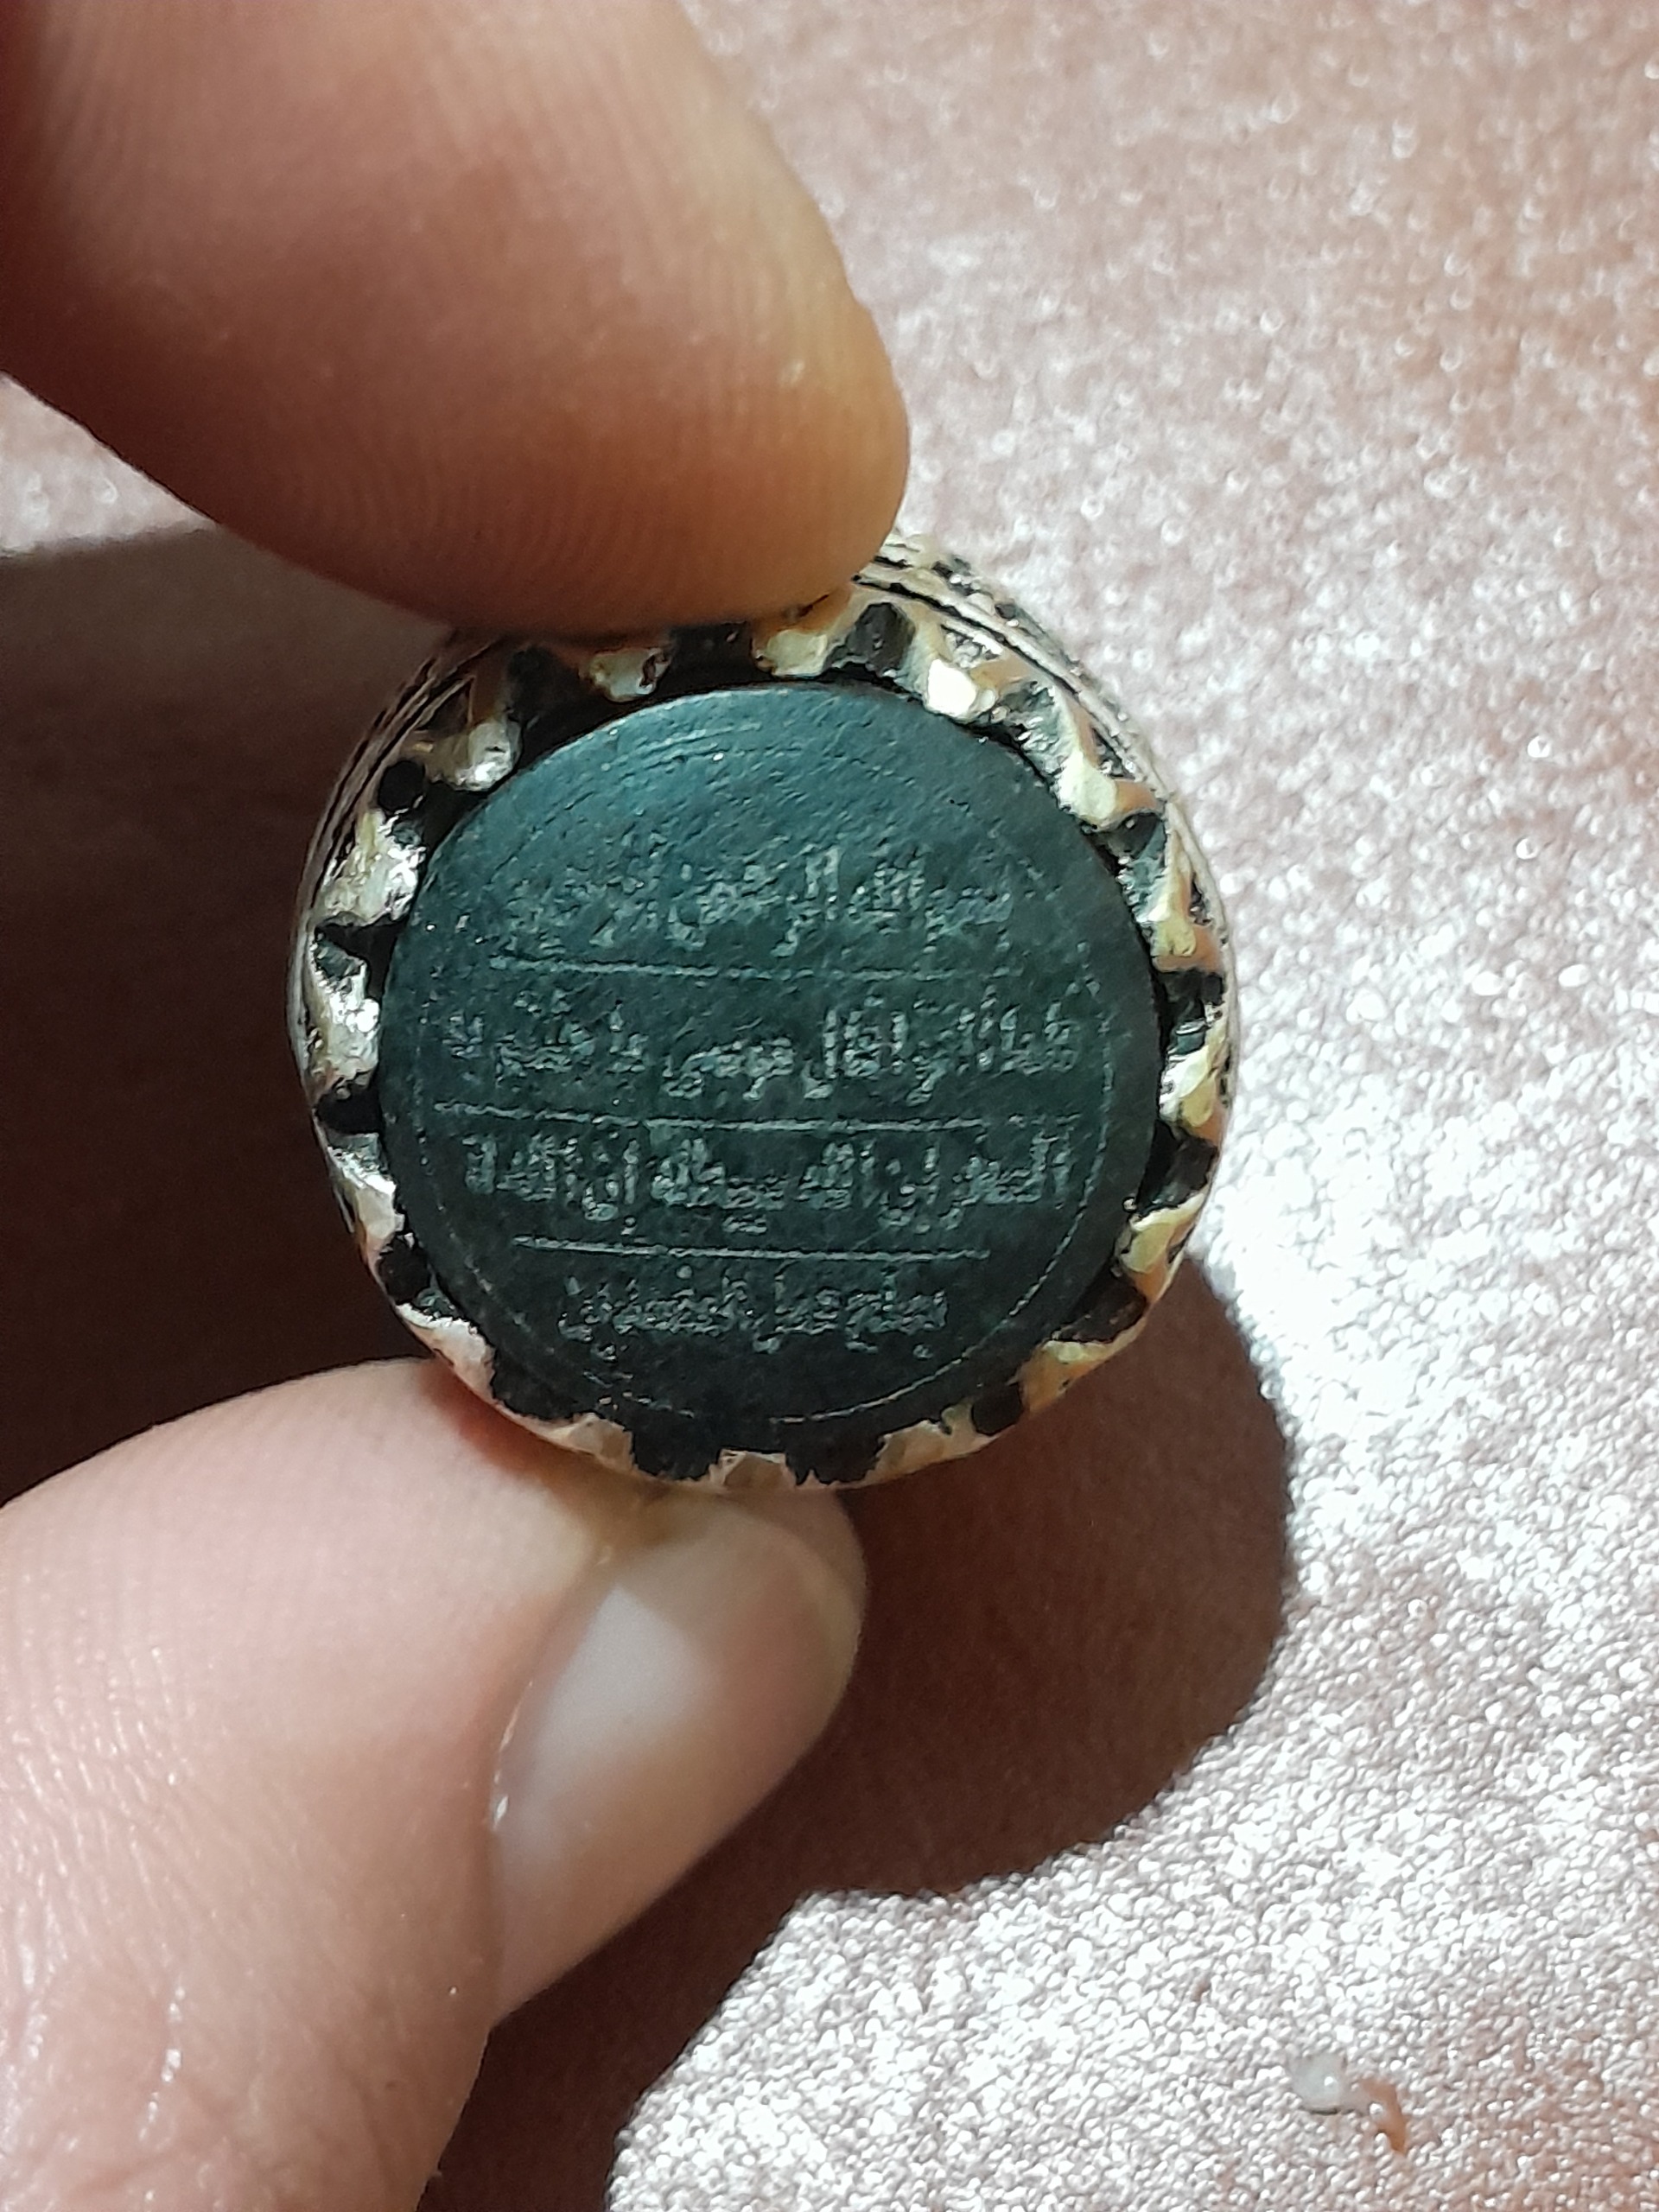 بسم الله الرحمن الرحيم
فلما القوا قال موسى ما جئتم به
السحر ان الله سيبطله ان الله لا
يصلح عمل المفسدين